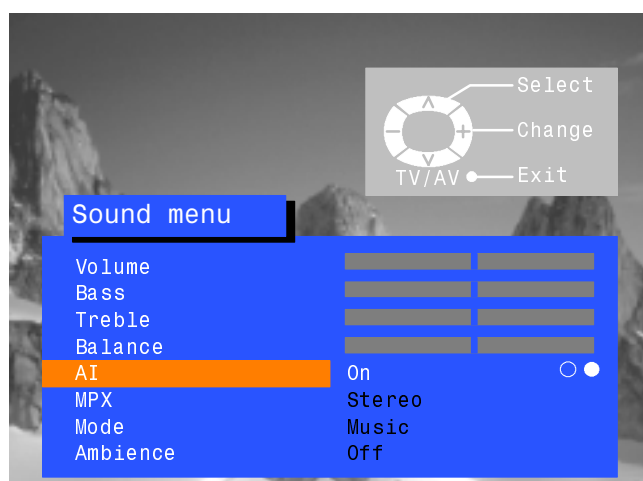 Select
Change
TV/AV Exit
Sound menu
Volume
Bass
Treble
Balance
AI On
MPX Stereo
Mode Music
Ambience Off